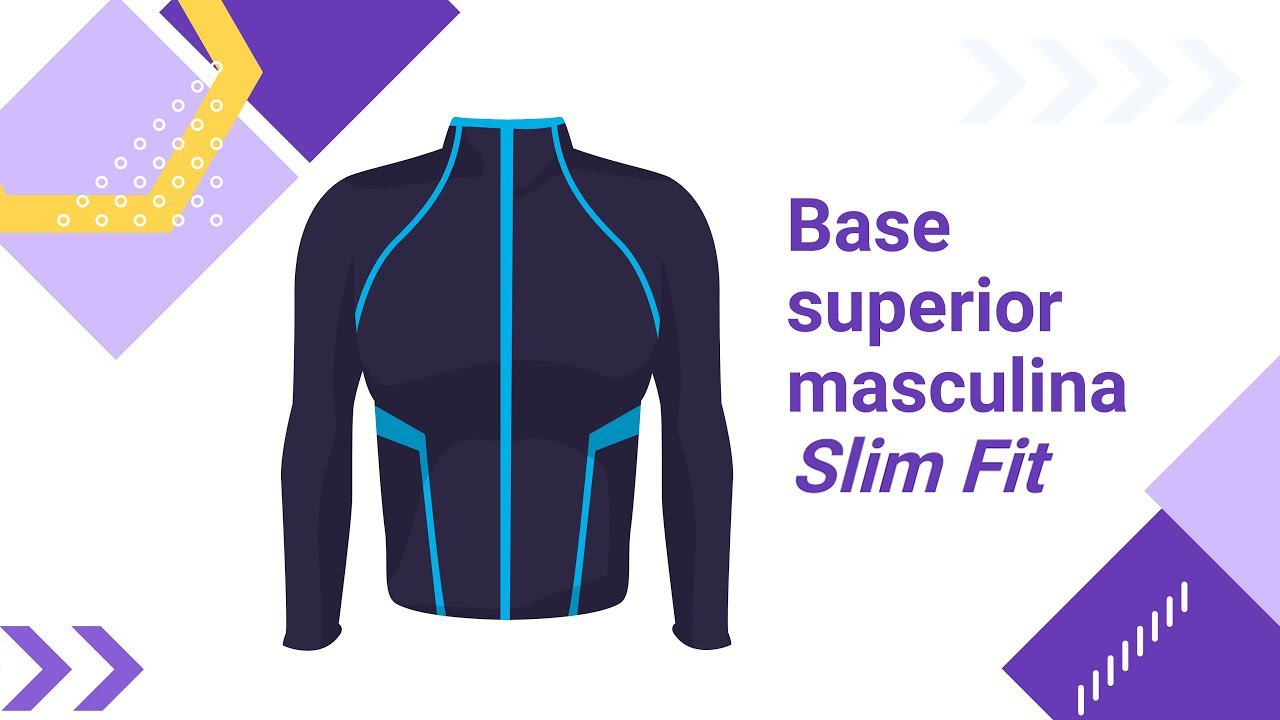 Base
superior
masculina
Slim Fit